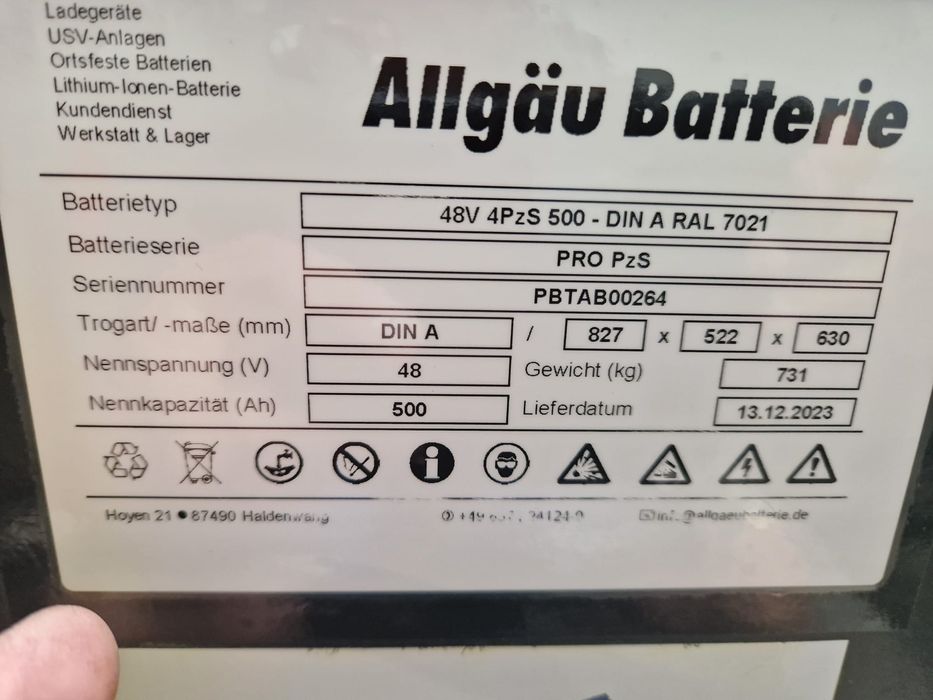 Ladegeräte
USV-Anlagen
Ortsfeste Batterien
Lithium-Ionen-Batterie
Kundendienst
Werkstatt & Lager
Allgäu Batterie
Batterietyp 48V 4PzS 500 - DIN A RAL 7021
Batterieserie PRO PzS
Seriennummer PBTAB00264
Trogart/ -maße (mm) DIN A / 827 x 522 x 630
Nennspannung (V) 48 Gewicht (kg) 731
Nennkapazität (Ah) 500 Lieferdatum 13.12.2023
Hoyen 21 ● 87490 Haldenwang +49